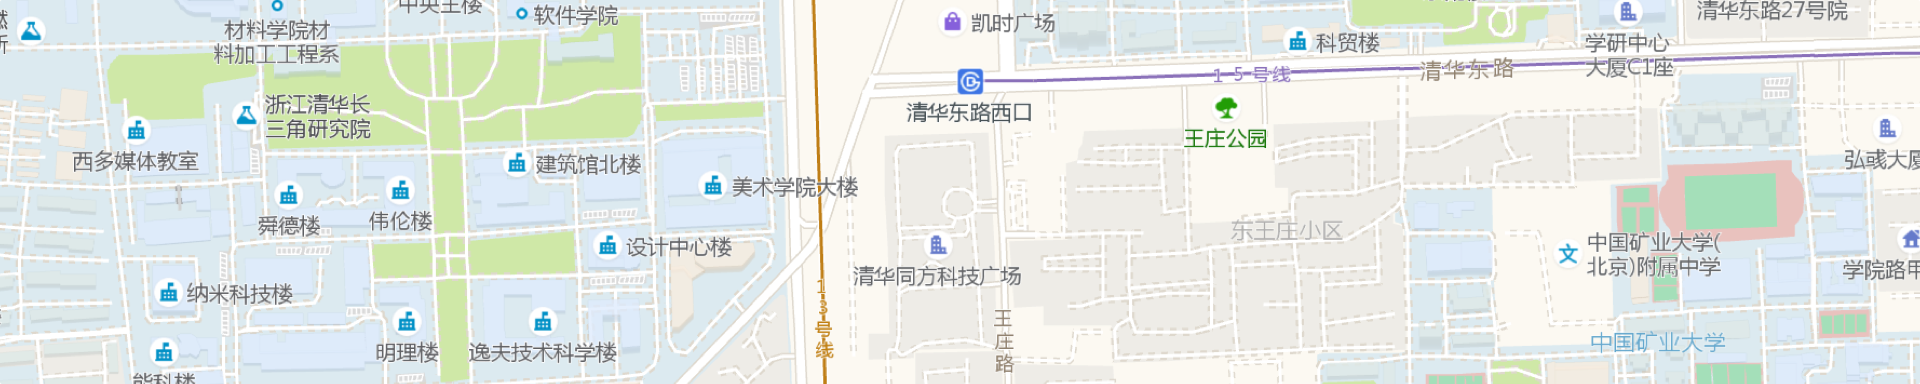 中央主楼
软件学院
材料学院材
料加工工程系
凯时广场
科贸楼
学研中心
大厦C1座
清华东路27号院
15号线
清华东路
浙江清华长
三角研究院
清华东路西口
王庄公园
西多媒体教室
建筑馆北楼
美术学院大楼
弘彧大厦
舜德楼
伟伦楼
东王庄小区
设计中心楼
清华同方科技广场
中国矿业大学(
北京)附属中学
学院路甲
纳米科技楼
13号线
王庄路
明理楼
逸夫技术科学楼
中国矿业大学
能科楼